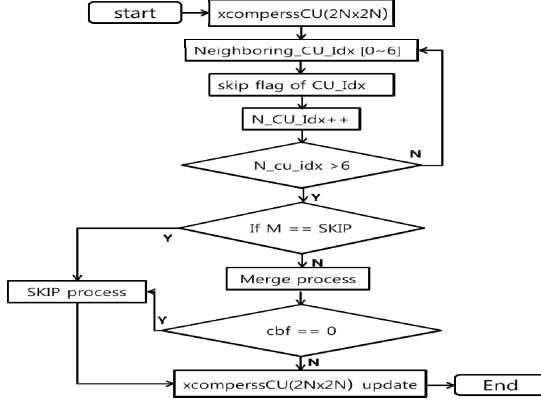 start
xcomperssCU(2Nx2N)
Neighboring_CU_Idx [0~6]
skip flag of CU_Idx
N_CU_Idx++
N_cu_idx >6
N
Y
If M == SKIP
Y
N
Merge process
SKIP process
Y
cbf == 0
N
xcomperssCU(2Nx2N) update
End